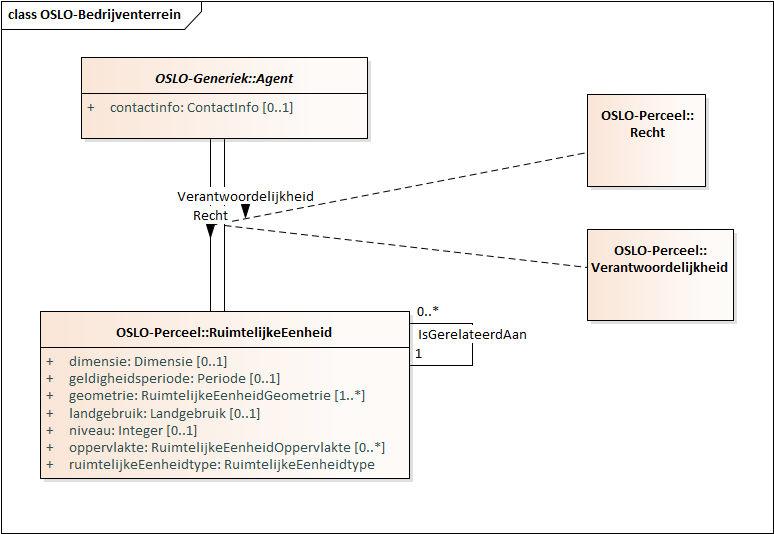 class OSLO-Bedrijventerrein
OSLO-Generiek::Agent
+ contactinfo: ContactInfo [0..1]
OSLO-Perceel::
Recht
Verantwoordelijkheid
Recht
OSLO-Perceel::
Verantwoordelijkheid
OSLO-Perceel::RuimtelijkeEenheid
+ dimensie: Dimensie [0..1]
+ geldigheidsperiode: Periode [0..1]
+ geometrie: RuimtelijkeEenheidGeometrie [1..*]
+ landgebruik: Landgebruik [0..1]
+ niveau: Integer [0..1]
+ oppervlakte: RuimtelijkeEenheidOppervlakte [0..*]
+ ruimtelijkeEenheidtype: RuimtelijkeEenheidtype
0..*
IsGerelateerdAan
1